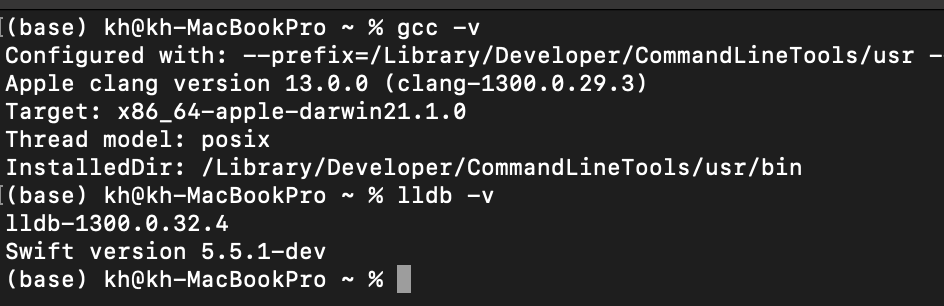 (base) kh@kh-MacBookPro ~ % gcc -v
Configured with: --prefix=/Library/Developer/CommandLineTools/usr -
Apple clang version 13.0.0 (clang-1300.0.29.3)
Target: x86_64-apple-darwin21.1.0
Thread model: posix
InstalledDir: /Library/Developer/CommandLineTools/usr/bin
(base) kh@kh-MacBookPro ~ % lldb -v
lldb-1300.0.32.4
Swift version 5.5.1-dev
(base) kh@kh-MacBookPro ~ %